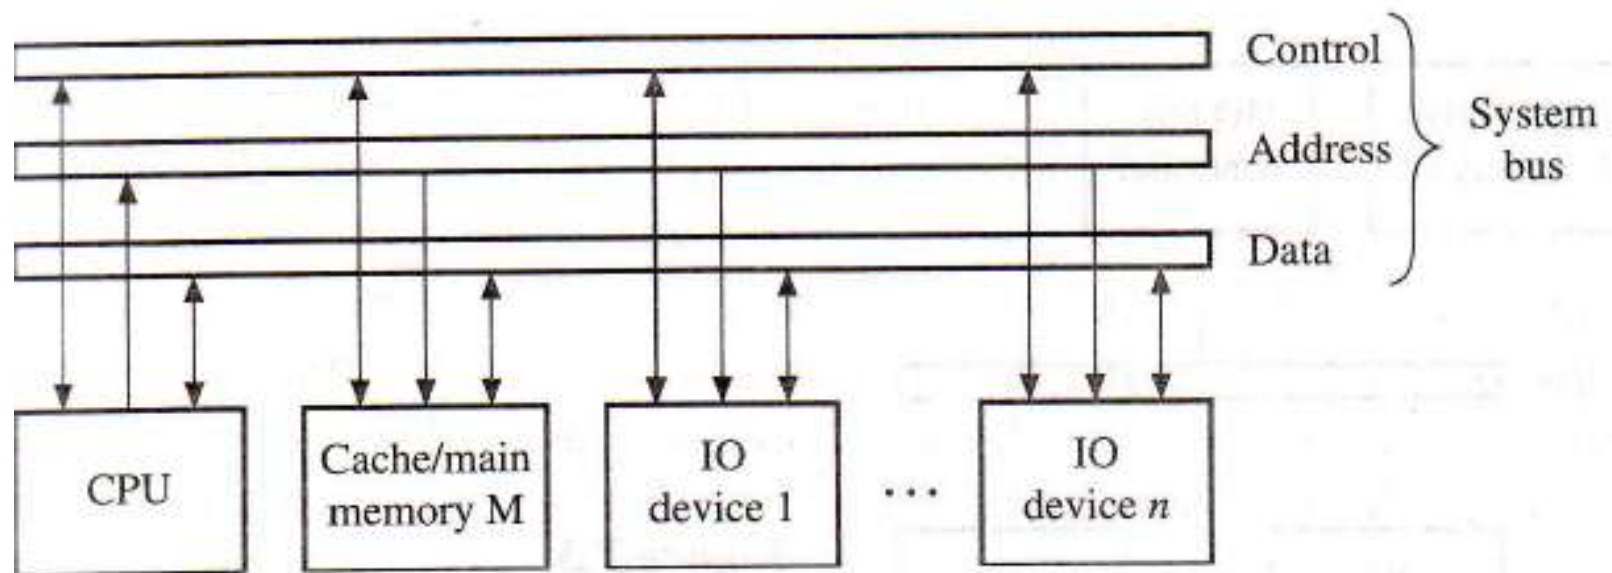 Control
Address
Data
System
bus
CPU
Cache/main
memory M
IO
device 1
...
IO
device n